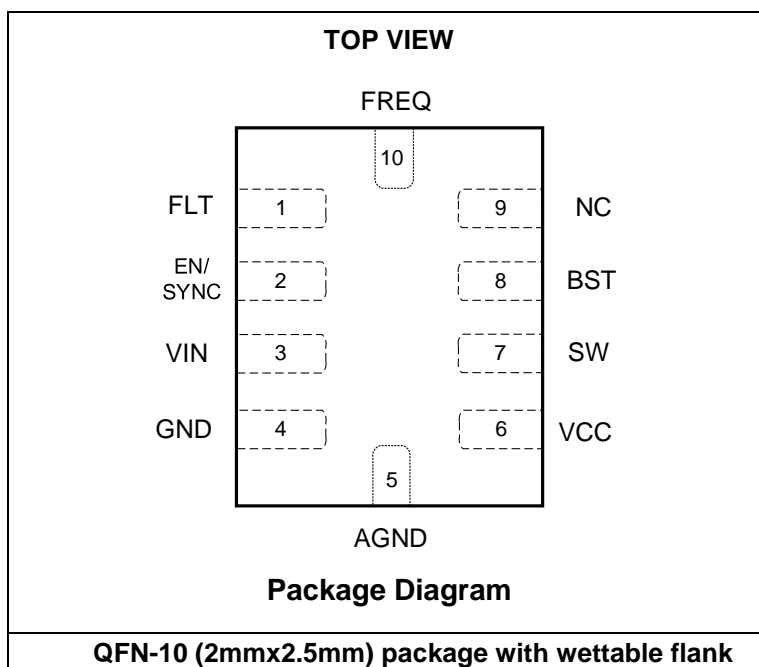 TOP VIEW
FREQ
10
FLT
1
9
NC
EN/
SYNC
2
8
BST
VIN
3
7
SW
GND
4
6
VCC
5
AGND
Package Diagram
QFN-10 (2mmx2.5mm) package with wettable flank